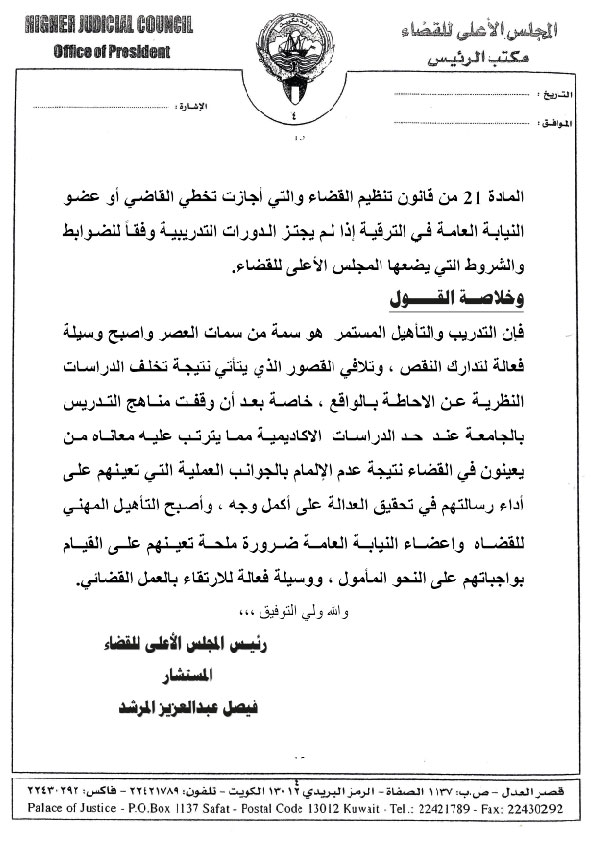 HIGHER JUDICIAL COUNCIL
Office of President
المجلس الأعلى للقضاء
مكتب الرئيس
التاريخ :
الموافق :
الإشارة :
٤
المادة 21 من قانون تنظيم القضاء والتي أجازت تخطي القاضي أو عضو
النيابة العامة في الترقية إذا لم يجتز الدورات التدريبية وفقاً لنضوابط
والشروط التي يضعها المجلس الأعلى للقضاء.
وخلاصة القول
فإن التدريب والتأهيل المستمر هو سمة من سمات العصر واصبح وسيلة
فعالة لتدارك النقص ، وتلافي القصور الذي يتأتي نتيجة تخلف الدراسات
النظرية عن الاحاطة بالواقع ، خاصة بعد أن وقفت مناهج التدريس
بالجامعة عند حد الدراسات الاكاديمية مما يترتب عليه معاناه من
يعينون في القضاء نتيجة عدم الإلمام بالجوانب العملية التي تعينهم على
أداء رسالتهم في تحقيق العدالة على أكمل وجه ، وأصبح التأهيل المهني
للقضاه واعضاء النيابة العامة ضرورة ملحة تعينهم على القيام
بواجباتهم على النحو المأمول ، ووسيلة فعالة للارتقاء بالعمل القضائي.
والله ولي التوفيق ،،،
رئيس المجلس الأعلى للقضاء
المستشار
فيصل عبدالعزيز المرشد
٤
قصر العدل - ص.ب: ١١٣٧ الصفاة - الرمز البريدي ١٣٠١٢ الكويت - تلفون: ٢٢٤٢١٧٨٩ - فاكس: ٢٢٤٣٠٢٩٢
Palace of Justice - P.O.Box 1137 Safat - Postal Code 13012 Kuwait - Tel.: 22421789 - Fax: 22430292